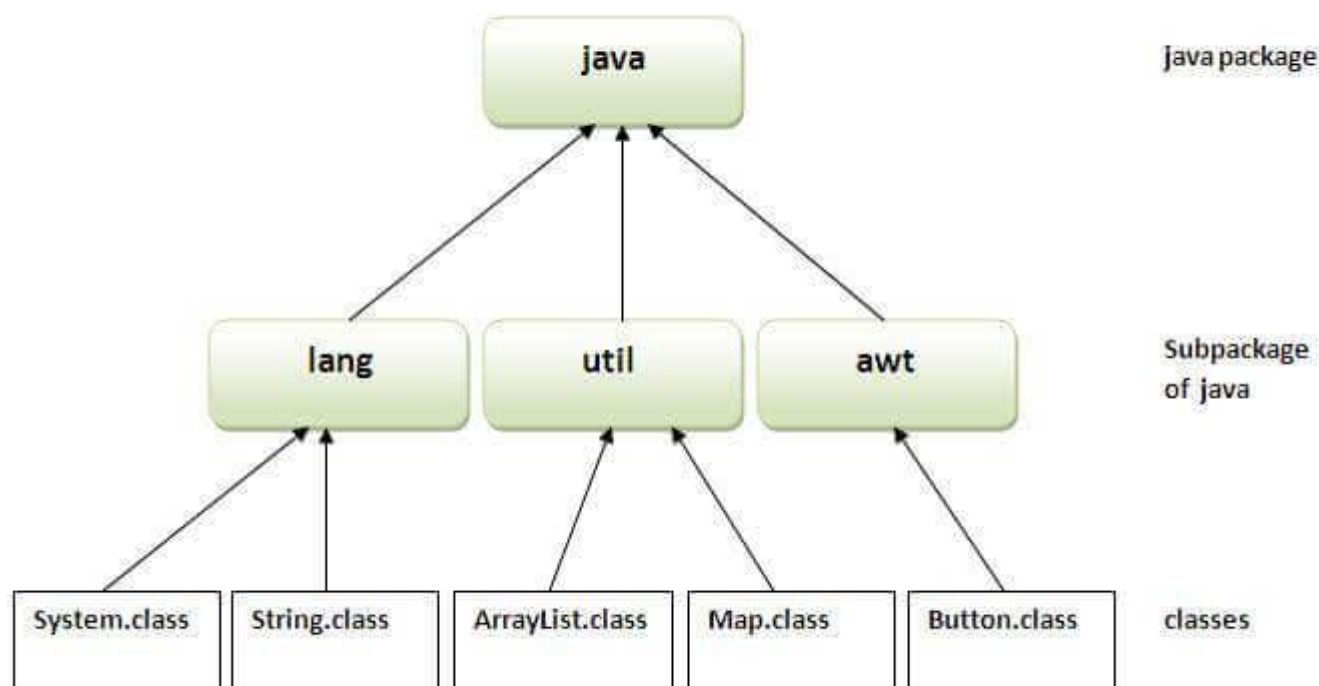 java
java package
lang
util
awt
Subpackage
of java
System.class
String.class
ArrayList.class
Map.class
Button.class
classes